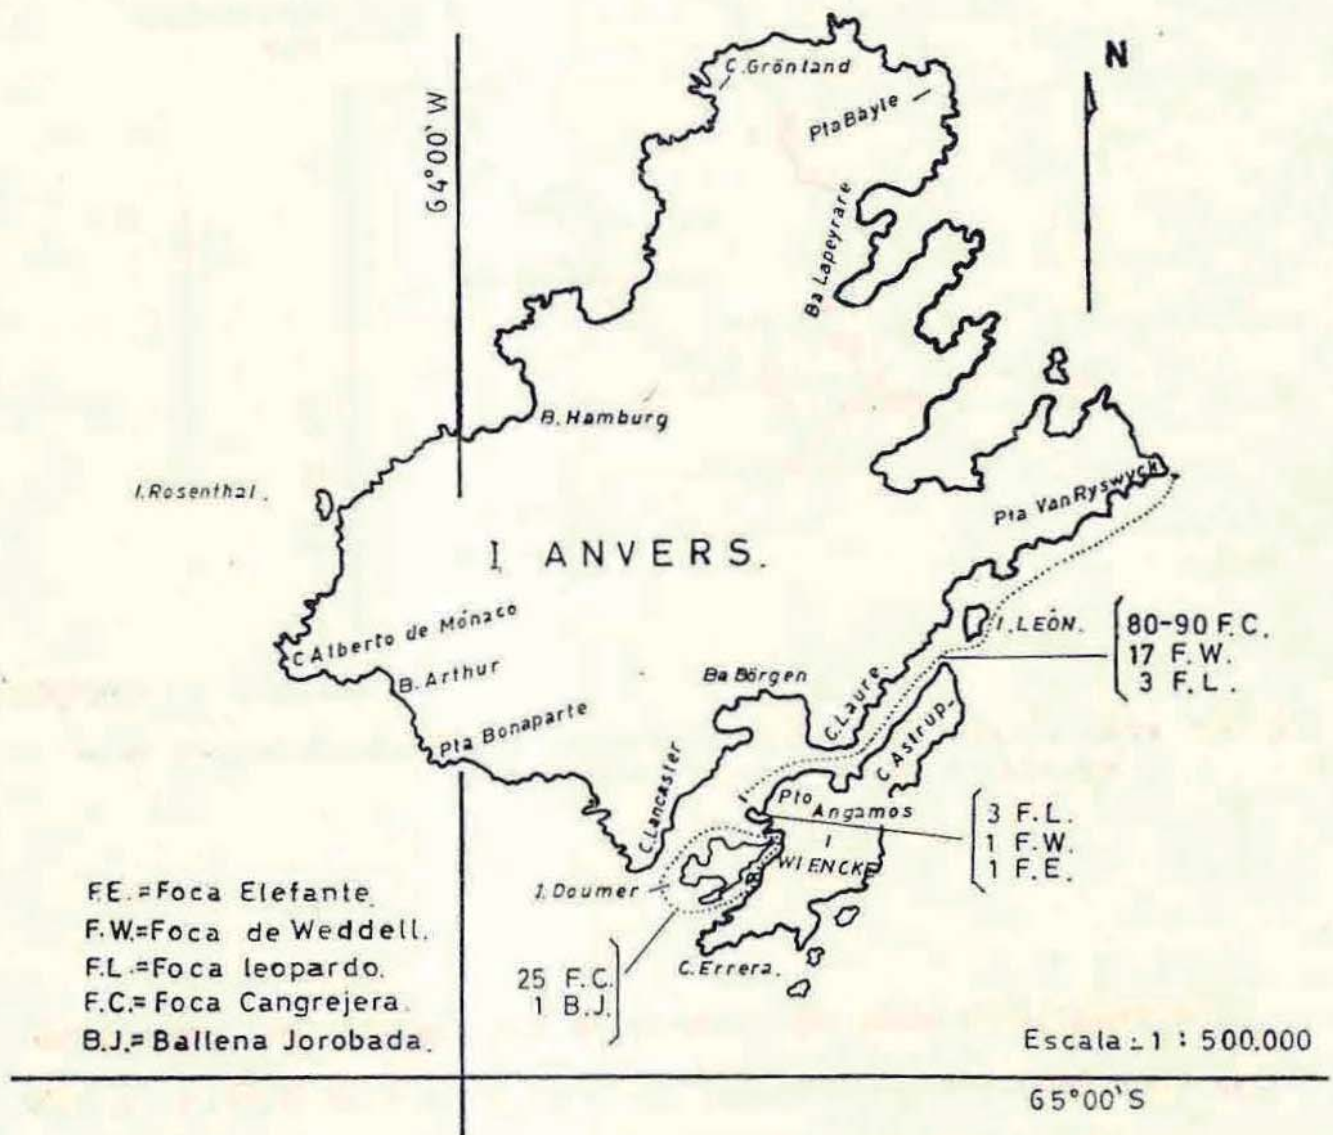 N
64°00' W
C. Grönland
Pta Bayle
Ba Lapeyrare
B. Hamburg
I. Rosenthal.
Pta Van Ryswyck
I. ANVERS.
C Alberto de Mónaco
B. Arthur
Pta Bonaparte
Ba Börgen
C. Lancaster
C. Laure.
C. Astrup.
I. LEÓN.
80-90 F.C.
17 F.W.
3 F.L.
Pto
Angamos
I
WIENCKE
3 F.L.
1 F.W.
1 F.E.
I. Doumer
C. Errera.
25 F.C.
1 B.J.
F.E.=Foca Elefante.
F.W.=Foca de Weddell.
F.L.=Foca leopardo.
F.C.=Foca Cangrejera.
B.J.=Ballena Jorobada.
Escala:-1:500.000
65°00'S